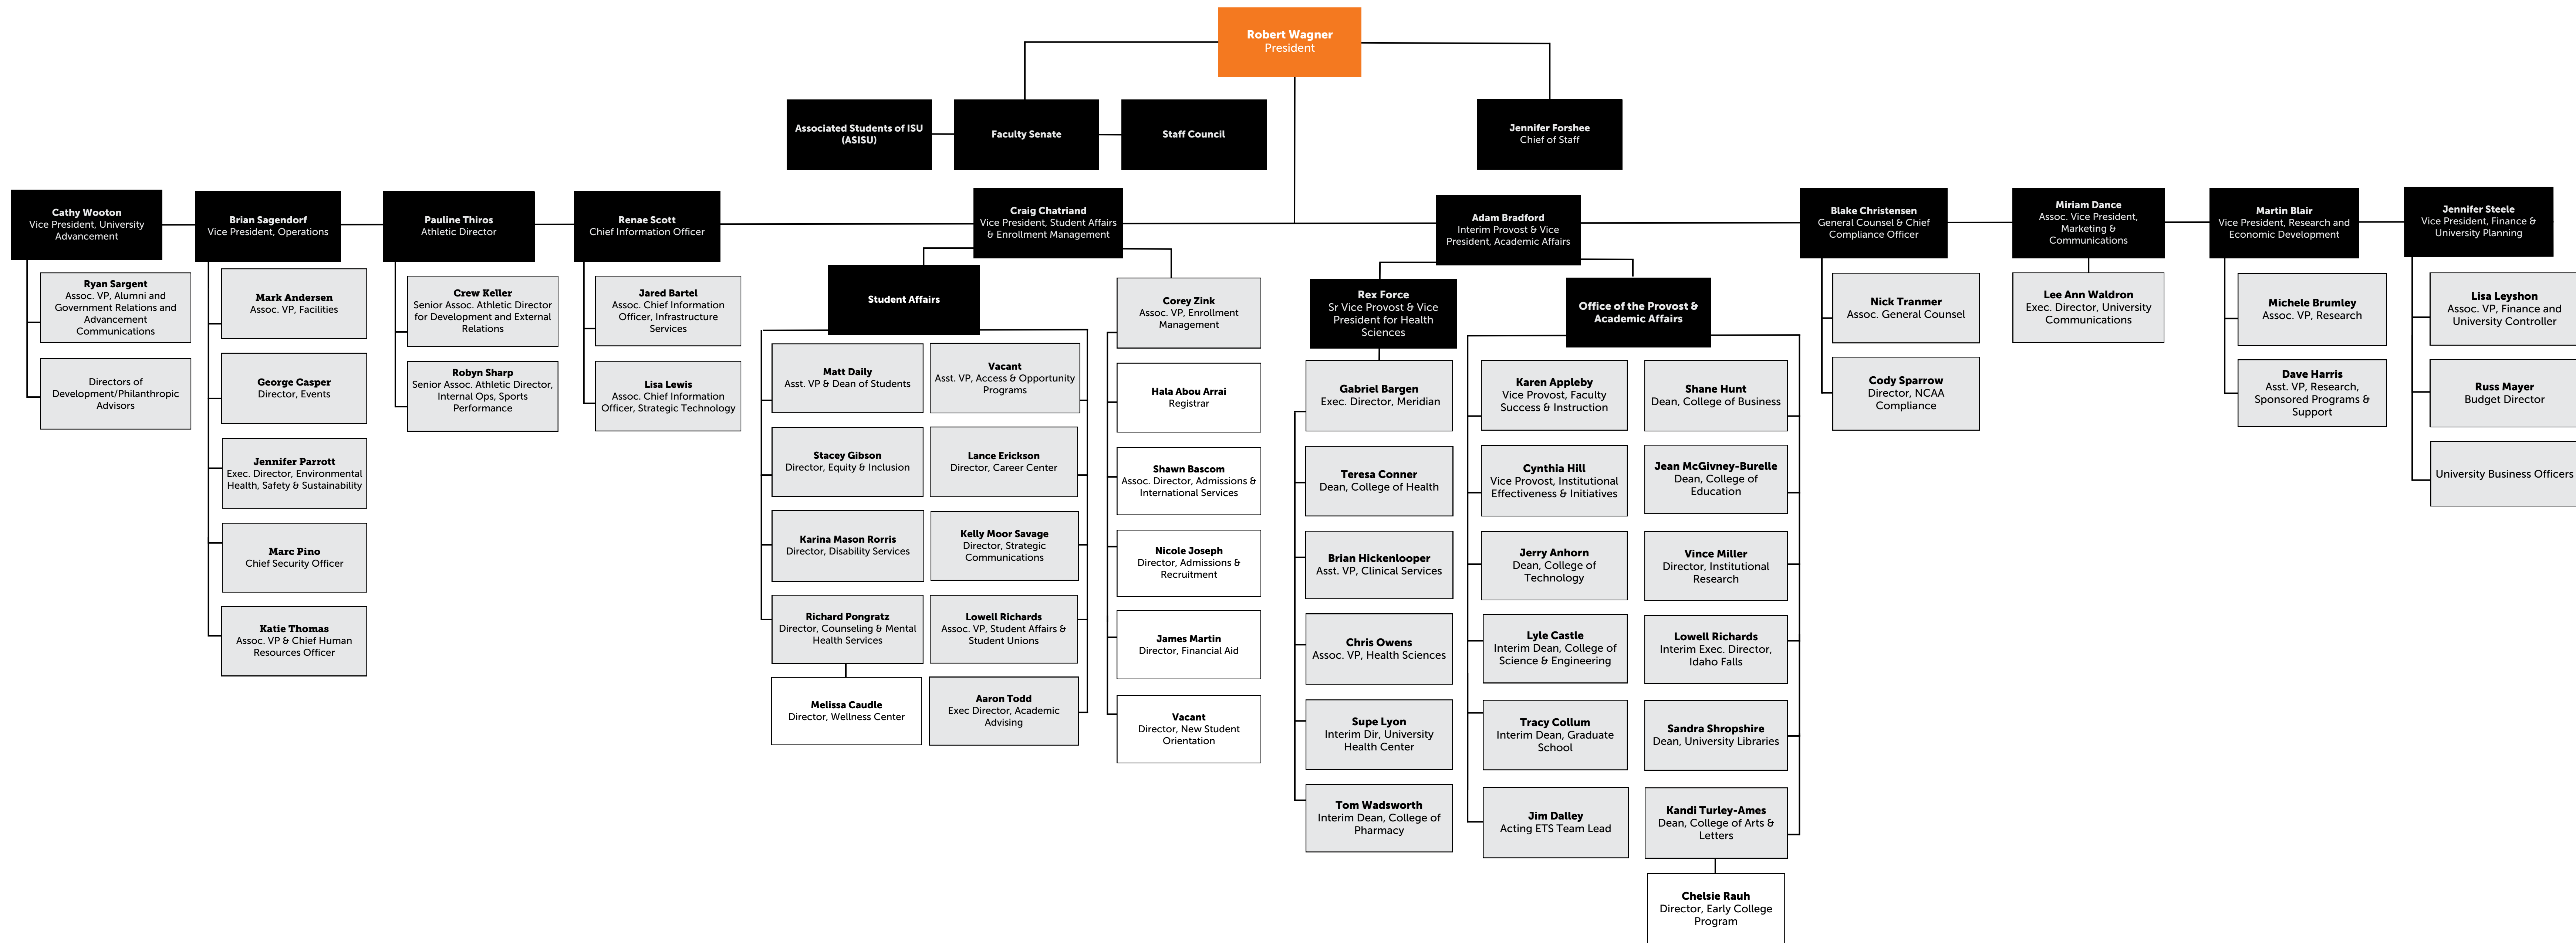 Robert Wagner
President
Associated Students of ISU
(ASISU)
Faculty Senate
Staff Council
Jennifer Forshee
Chief of Staff
Cathy Wooton
Vice President, University
Advancement
Ryan Sargent
Assoc. VP, Alumni and
Government Relations and
Advancement
Communications
Directors of
Development/Philanthropic
Advisors
Brian Sagendorf
Vice President, Operations
Mark Andersen
Assoc. VP, Facilities
George Casper
Director, Events
Jennifer Parrott
Exec. Director, Environmental
Health, Safety & Sustainability
Marc Pino
Chief Security Officer
Katie Thomas
Assoc. VP & Chief Human
Resources Officer
Pauline Thiros
Athletic Director
Crew Keller
Senior Assoc. Athletic Director
for Development and External
Relations
Robyn Sharp
Senior Assoc. Athletic Director,
Internal Ops, Sports
Performance
Renae Scott
Chief Information Officer
Jared Bartel
Assoc. Chief Information
Officer, Infrastructure
Services
Lisa Lewis
Assoc. Chief Information
Officer, Strategic Technology
Craig Chatriand
Vice President, Student Affairs
& Enrollment Management
Student Affairs
Matt Daily
Asst. VP & Dean of Students
Stacey Gibson
Director, Equity & Inclusion
Karina Mason Rorris
Director, Disability Services
Richard Pongratz
Director, Counseling & Mental
Health Services
Melissa Caudle
Director, Wellness Center
Vacant
Asst. VP, Access & Opportunity
Programs
Lance Erickson
Director, Career Center
Kelly Moor Savage
Director, Strategic
Communications
Lowell Richards
Assoc. VP, Student Affairs &
Student Unions
Aaron Todd
Exec Director, Academic
Advising
Corey Zink
Assoc. VP, Enrollment
Management
Hala Abou Arrai
Registrar
Shawn Bascom
Assoc. Director, Admissions &
International Services
Nicole Joseph
Director, Admissions &
Recruitment
James Martin
Director, Financial Aid
Vacant
Director, New Student
Orientation
Adam Bradford
Interim Provost & Vice
President, Academic Affairs
Rex Force
Sr Vice Provost & Vice
President for Health
Sciences
Gabriel Bargen
Exec. Director, Meridian
Teresa Conner
Dean, College of Health
Brian Hickenlooper
Asst. VP, Clinical Services
Chris Owens
Assoc. VP, Health Sciences
Supe Lyon
Interim Dir, University
Health Center
Tom Wadsworth
Interim Dean, College of
Pharmacy
Office of the Provost &
Academic Affairs
Karen Appleby
Vice Provost, Faculty
Success & Instruction
Cynthia Hill
Vice Provost, Institutional
Effectiveness & Initiatives
Jerry Anhorn
Dean, College of
Technology
Lyle Castle
Interim Dean, College of
Science & Engineering
Tracy Collum
Interim Dean, Graduate
School
Jim Dalley
Acting ETS Team Lead
Shane Hunt
Dean, College of Business
Jean McGivney-Burelle
Dean, College of
Education
Vince Miller
Director, Institutional
Research
Lowell Richards
Interim Exec. Director,
Idaho Falls
Sandra Shropshire
Dean, University Libraries
Kandi Turley-Ames
Dean, College of Arts &
Letters
Chelsie Rauh
Director, Early College
Program
Blake Christensen
General Counsel & Chief
Compliance Officer
Nick Tranmer
Assoc. General Counsel
Cody Sparrow
Director, NCAA
Compliance
Miriam Dance
Assoc. Vice President,
Marketing &
Communications
Lee Ann Waldron
Exec. Director, University
Communications
Martin Blair
Vice President, Research and
Economic Development
Michele Brumley
Assoc. VP, Research
Dave Harris
Asst. VP, Research,
Sponsored Programs &
Support
Jennifer Steele
Vice President, Finance &
University Planning
Lisa Leyshon
Assoc. VP, Finance and
University Controller
Russ Mayer
Budget Director
University Business Officers